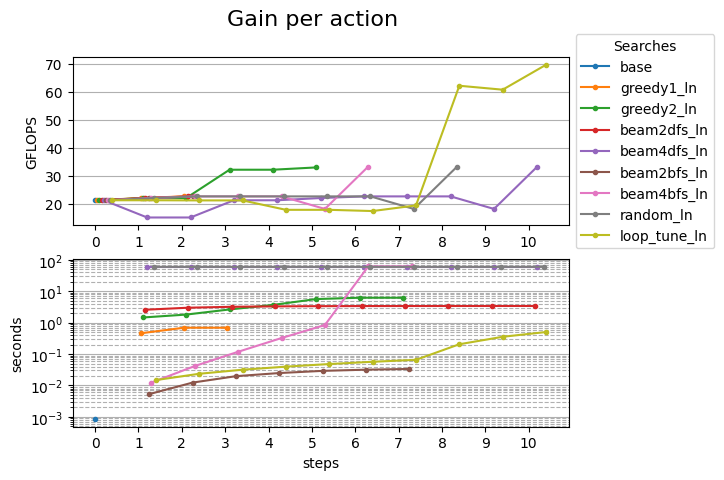 Gain per action
GFLOPS
70
60
50
40
30
20
0 1 2 3 4 5 6 7 8 9 10
Searches
base
greedy1_ln
greedy2_ln
beam2dfs_ln
beam4dfs_ln
beam2bfs_ln
beam4bfs_ln
random_ln
loop_tune_ln
seconds
10²
10¹
10⁰
10⁻¹
10⁻²
10⁻³
0 1 2 3 4 5 6 7 8 9 10
steps